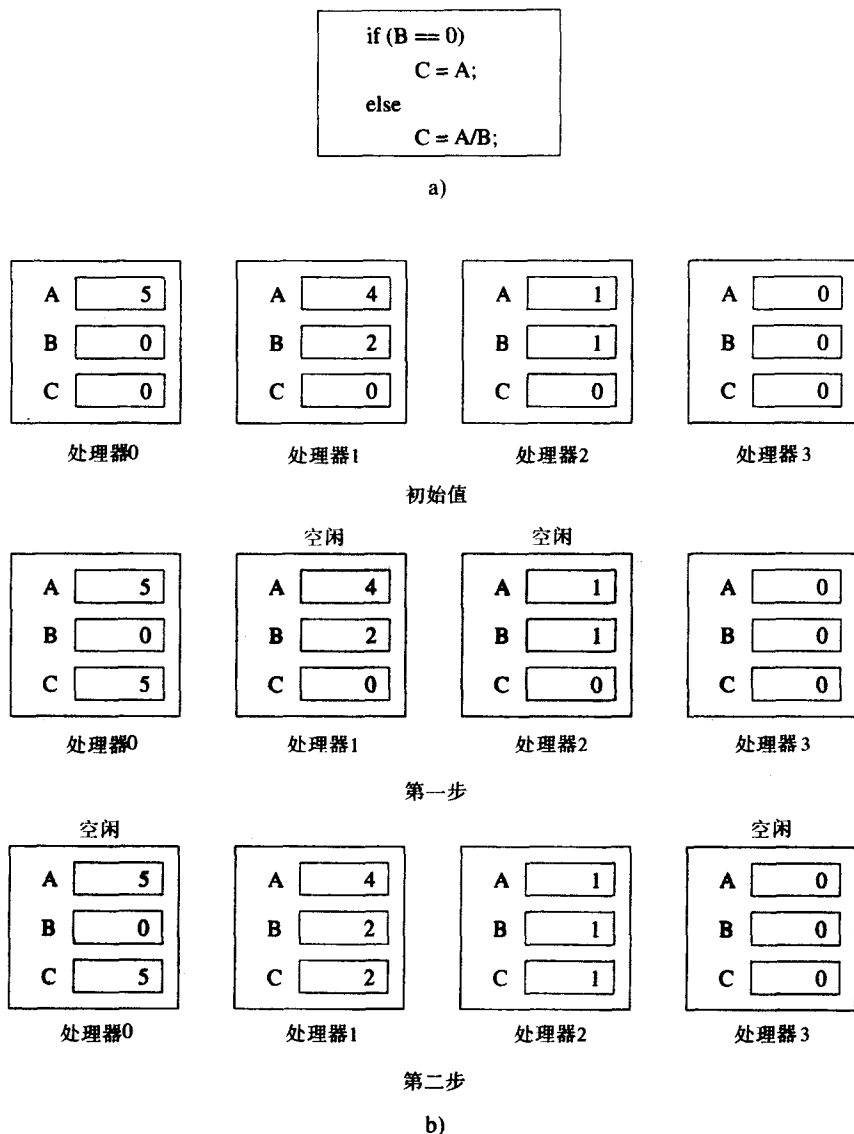 if (B == 0)
C = A;
else
C = A/B;
a)
A 5 A 4 A 1 A 0
B 0 B 2 B 1 B 0
C 0 C 0 C 0 C 0
处理器0 处理器1 处理器2 处理器3
初始值
空闲 空闲
A 5 A 4 A 1 A 0
B 0 B 2 B 1 B 0
C 5 C 0 C 0 C 0
处理器0 处理器1 处理器2 处理器3
第一步
空闲 空闲
A 5 A 4 A 1 A 0
B 0 B 2 B 1 B 0
C 5 C 2 C 1 C 0
处理器0 处理器1 处理器2 处理器3
第二步
b)